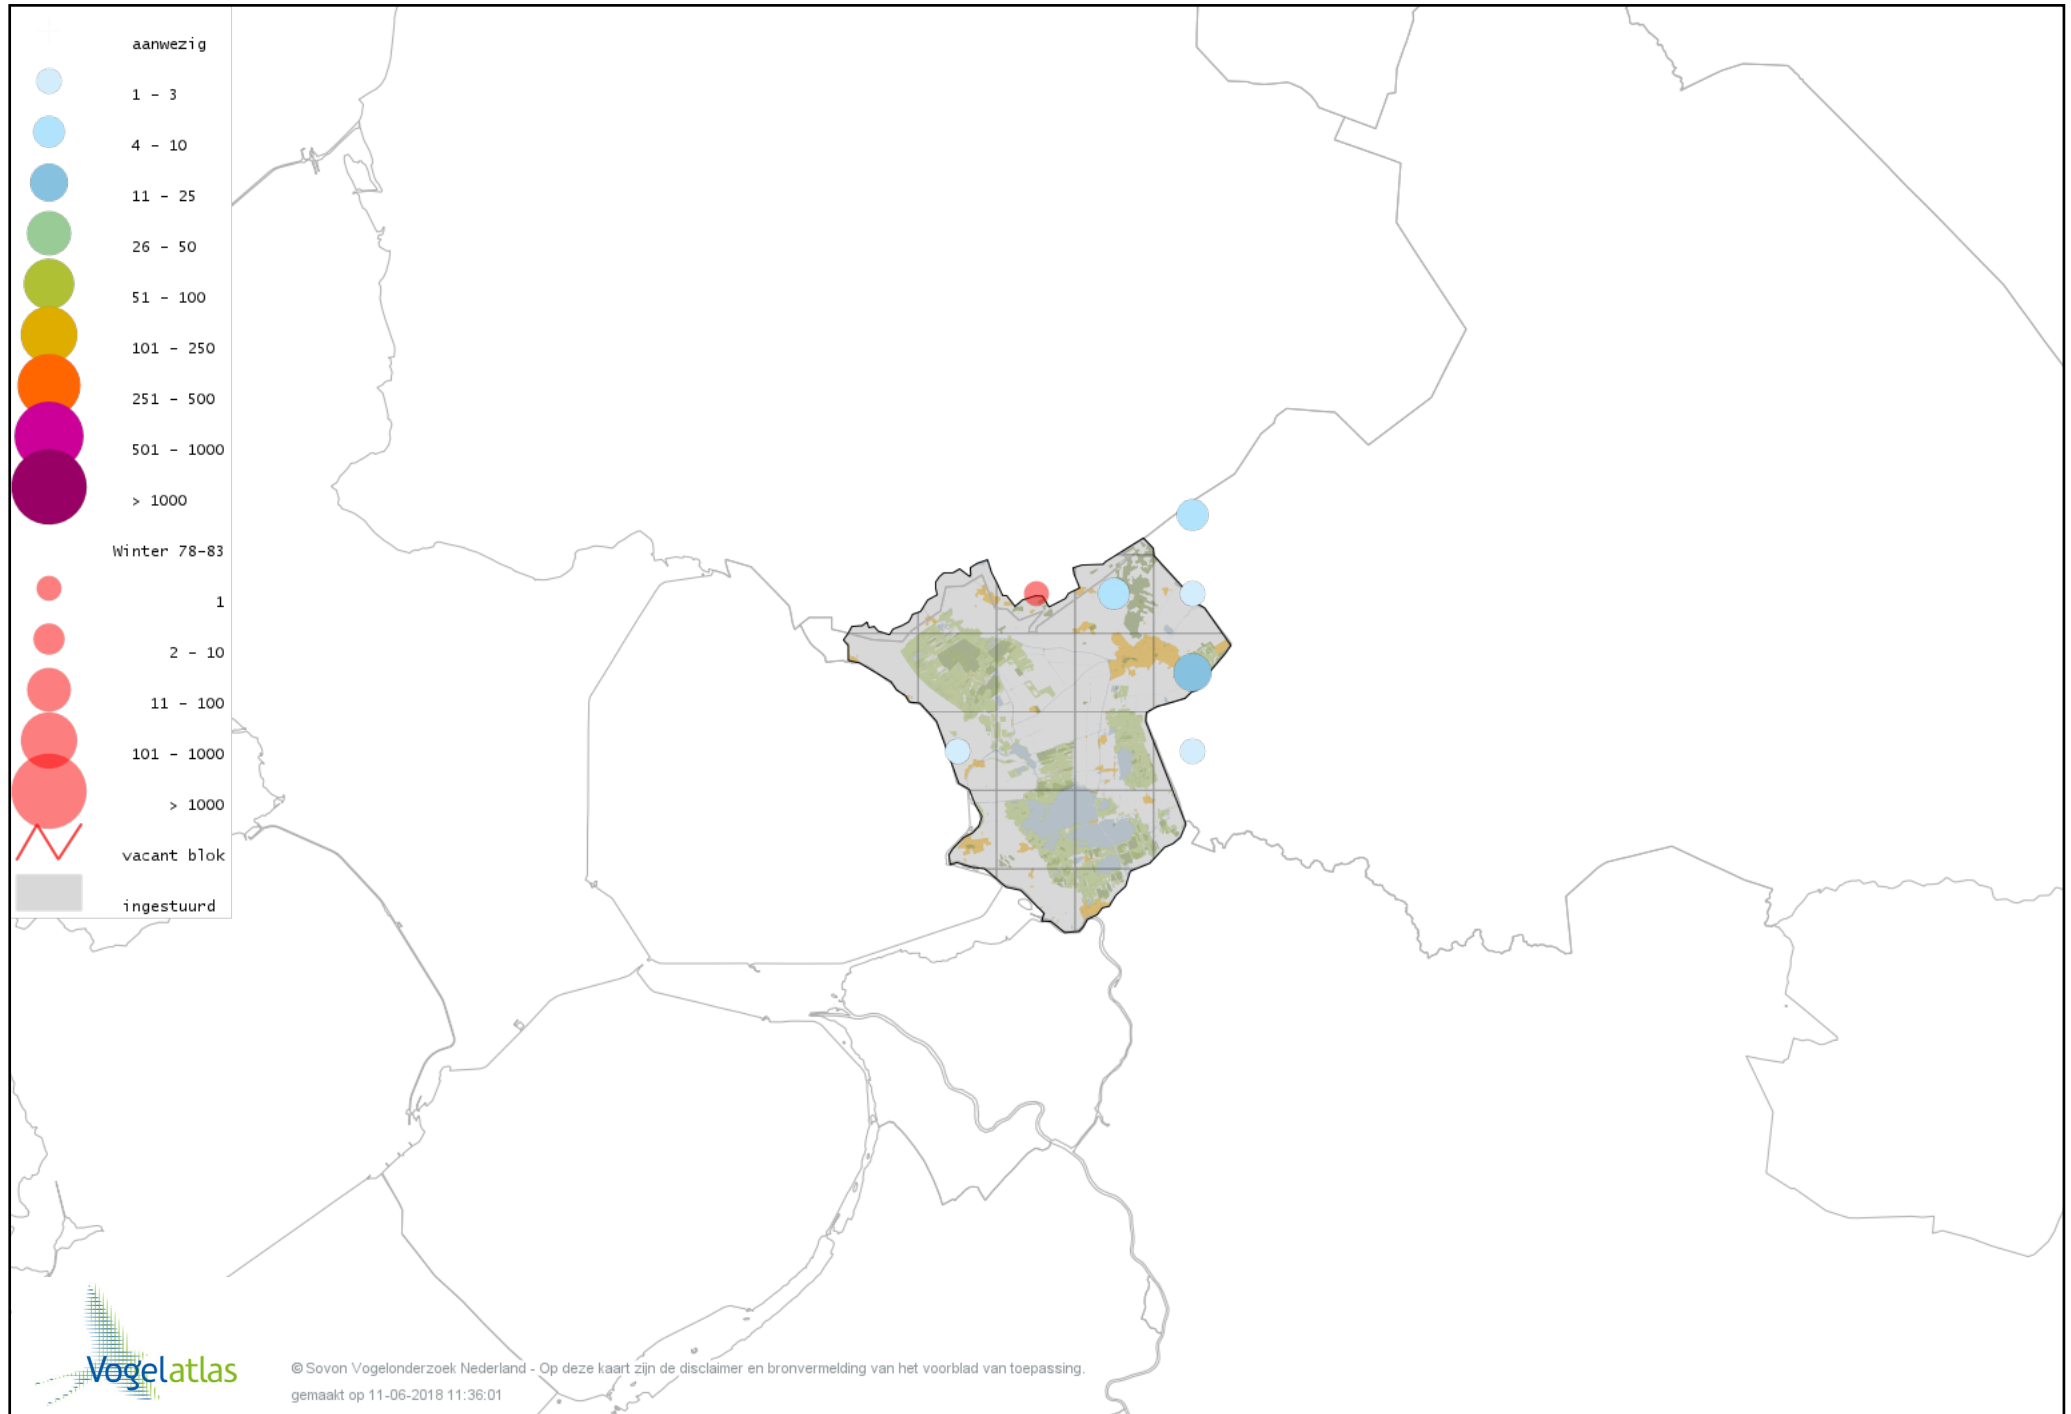 aanwezig
1 - 3
4 - 10
11 - 25
26 - 50
51 - 100
101 - 250
251 - 500
501 - 1000
> 1000
Winter 78-83
1
2 - 10
11 - 100
101 - 1000
> 1000
vacant blok
ingestuurd
Vogelatlas
© Sovon Vogelonderzoek Nederland - Op deze kaart zijn de disclaimer en bronvermelding van het voorblad van toepassing.
gemaakt op 11-06-2018 11:36:01